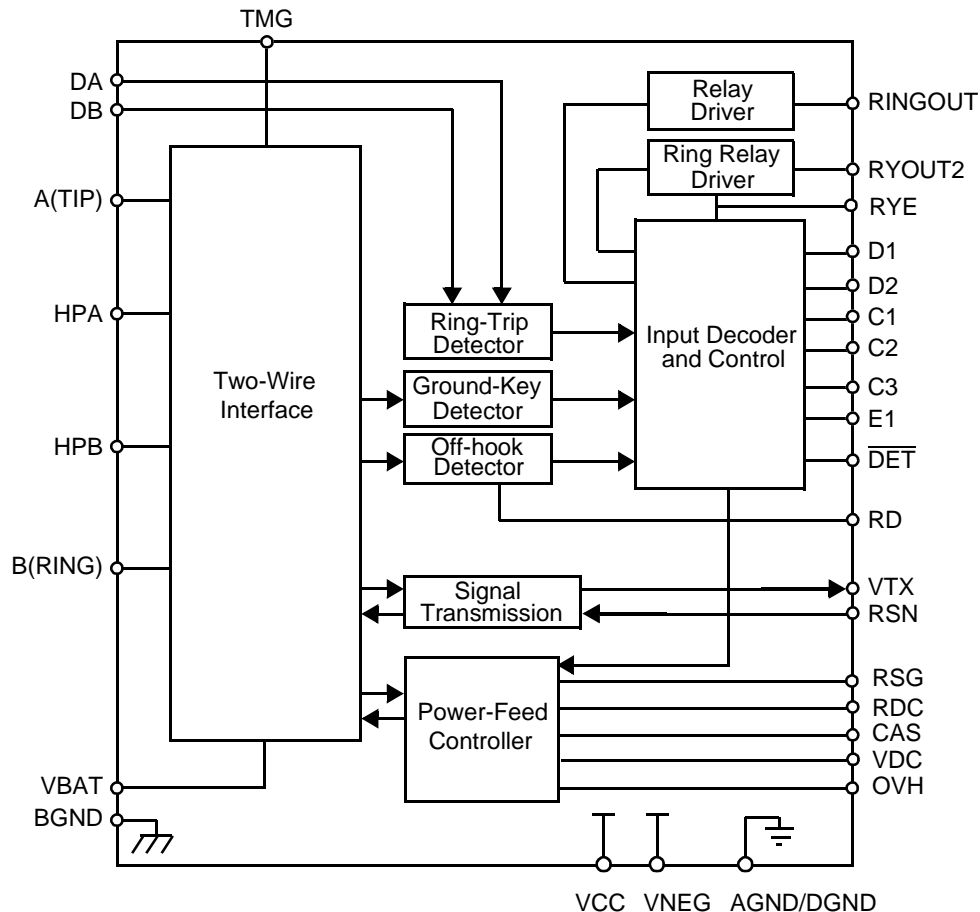 TMG
DA
DB
A(TIP)
HPA
HPB
B(RING)
VBAT
BGND
Two-Wire
Interface
Ring-Trip
Detector
Ground-Key
Detector
Off-hook
Detector
Signal
Transmission
Power-Feed
Controller
Relay
Driver
Ring Relay
Driver
Input Decoder
and Control
RINGOUT
RYOUT2
RYE
D1
D2
C1
C2
C3
E1
DET
RD
VTX
RSN
RSG
RDC
CAS
VDC
OVH
VCC VNEG AGND/DGND